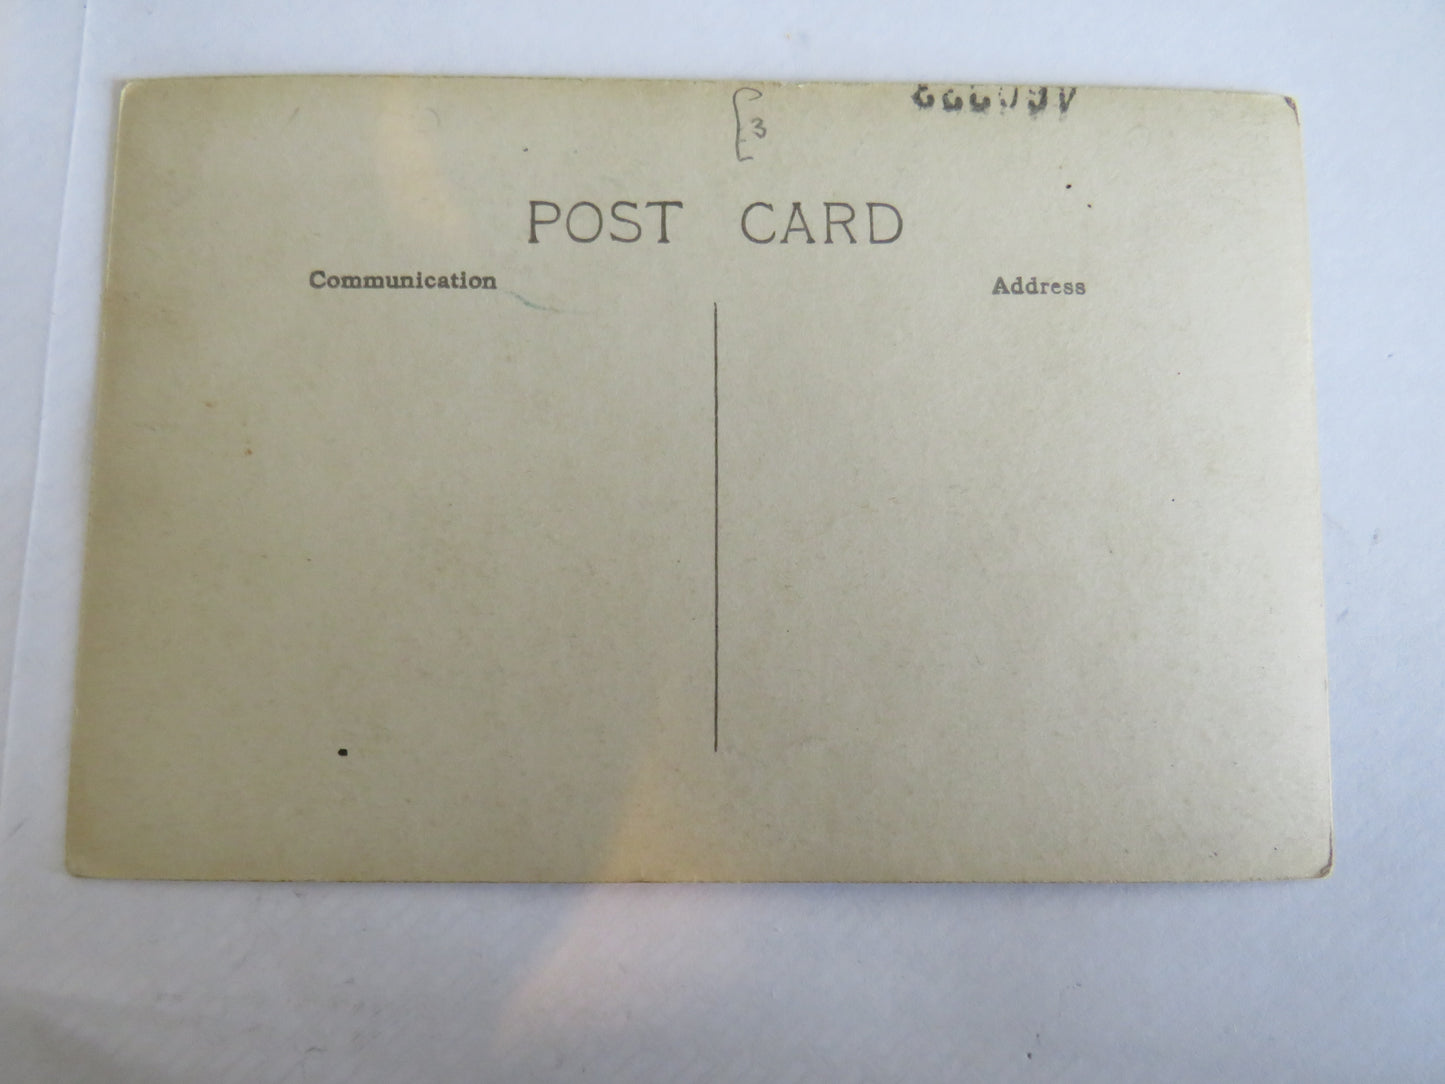 £3
POST CARD
Communication
Address